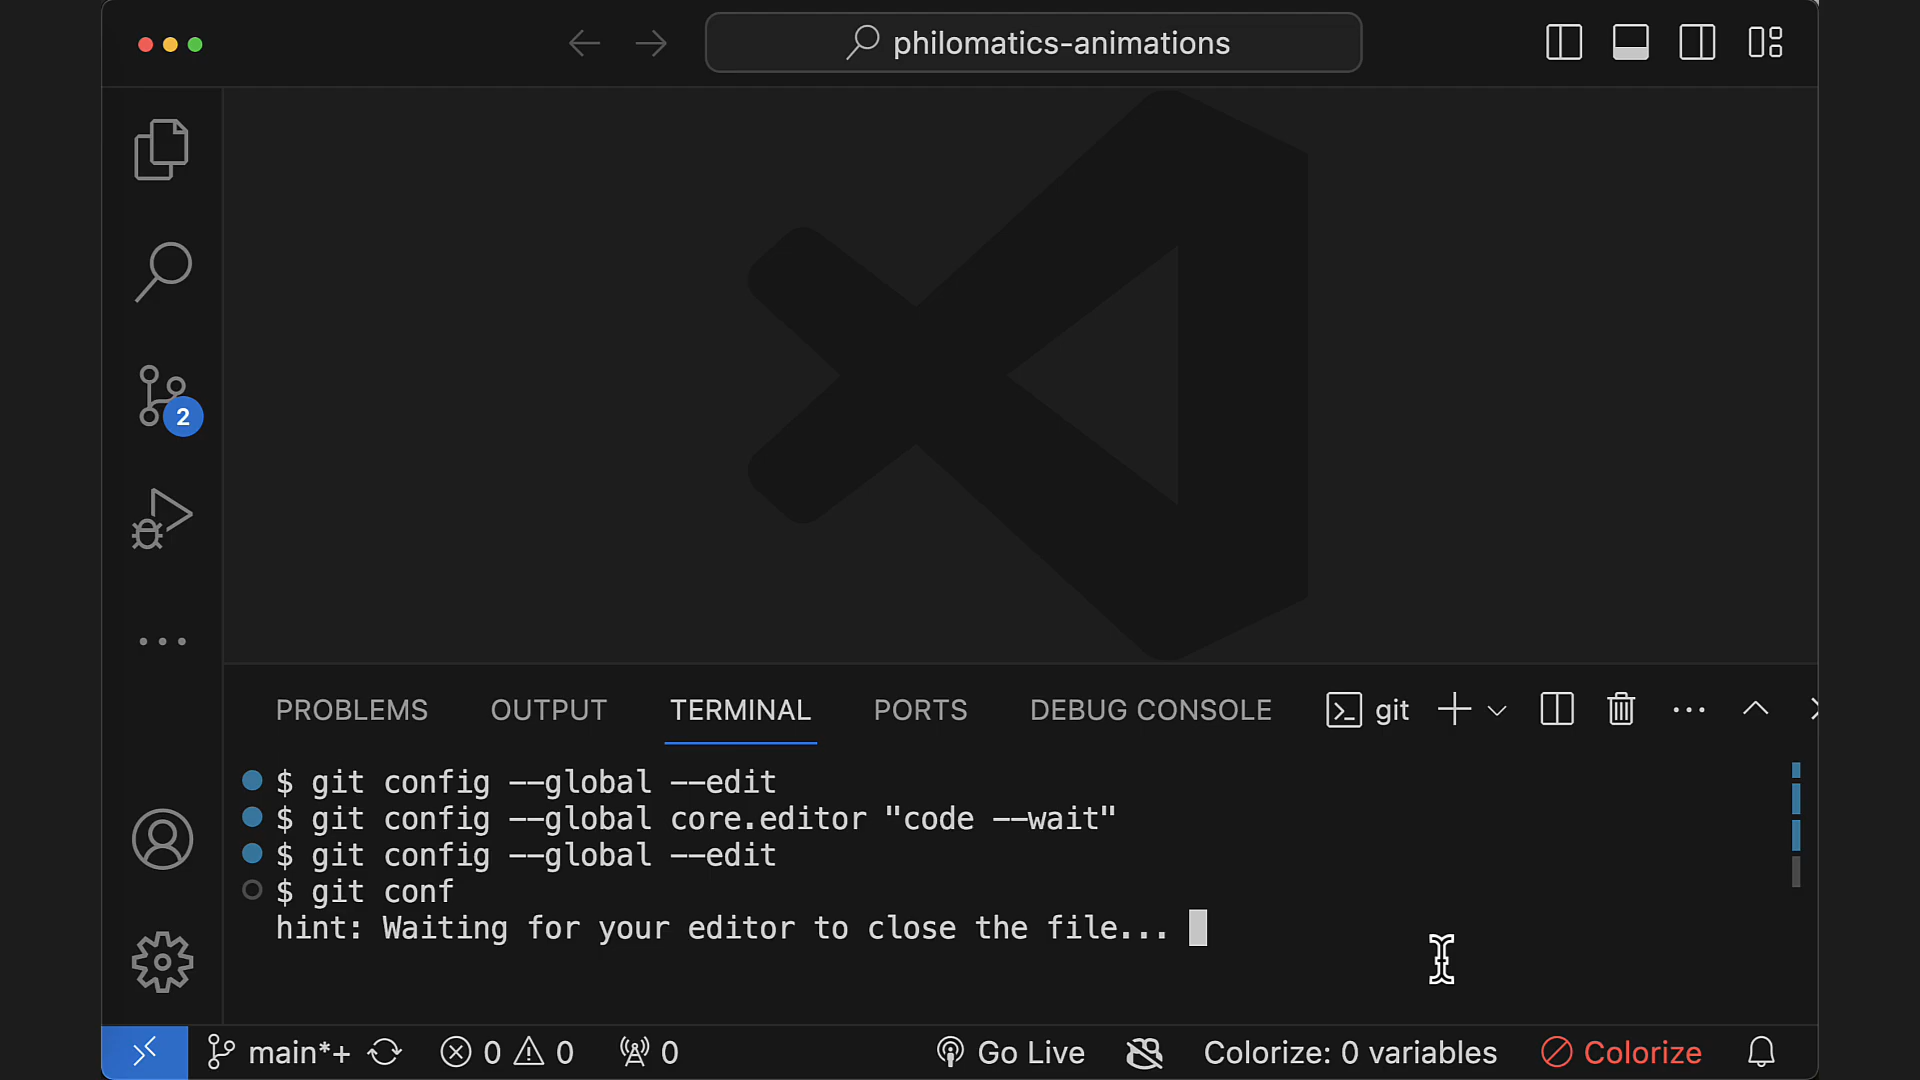 philomatics-animations
2
PROBLEMS OUTPUT TERMINAL PORTS DEBUG CONSOLE git
$ git config --global --edit
$ git config --global core.editor "code --wait"
$ git config --global --edit
$ git conf
hint: Waiting for your editor to close the file...
main*+ 0 0 0 Go Live Colorize: 0 variables Colorize